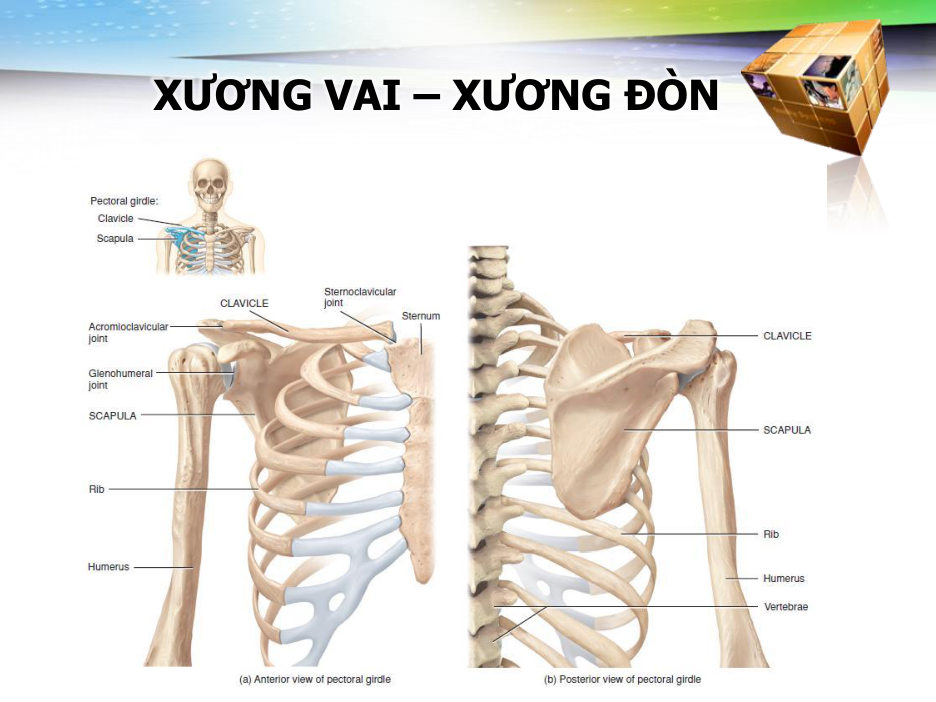 XƯƠNG VAI – XƯƠNG ĐÒN
Pectoral girdle:
Clavicle
Scapula
CLAVICLE
Sternoclavicular
joint
Sternum
Acromioclavicular
joint
Glenohumeral
joint
SCAPULA
Rib
Humerus
(a) Anterior view of pectoral girdle
CLAVICLE
SCAPULA
Rib
Humerus
Vertebrae
(b) Posterior view of pectoral girdle